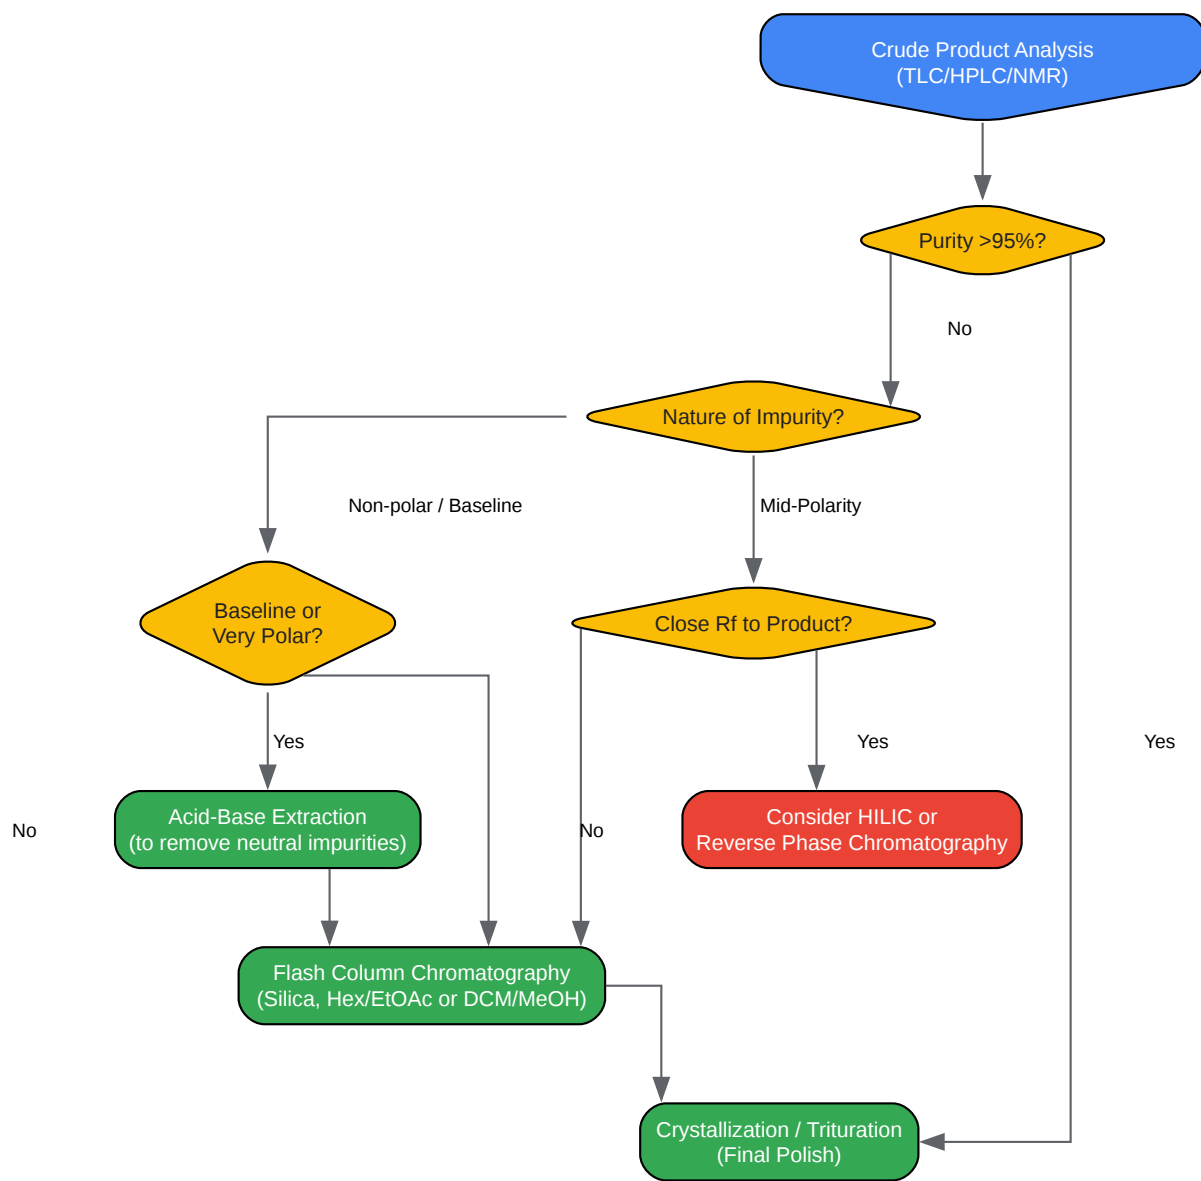 Crude Product Analysis
(TLC/HPLC/NMR)
Purity >95%?
No
Nature of Impurity?
Non-polar / Baseline
Mid-Polarity
Baseline or
Very Polar?
Close Rf to Product?
Yes
Yes
Yes
Acid-Base Extraction
(to remove neutral impurities)
Consider HILIC or
Reverse Phase Chromatography
No
No
Flash Column Chromatography
(Silica, Hex/EtOAc or DCM/MeOH)
Crystallization / Trituration
(Final Polish)